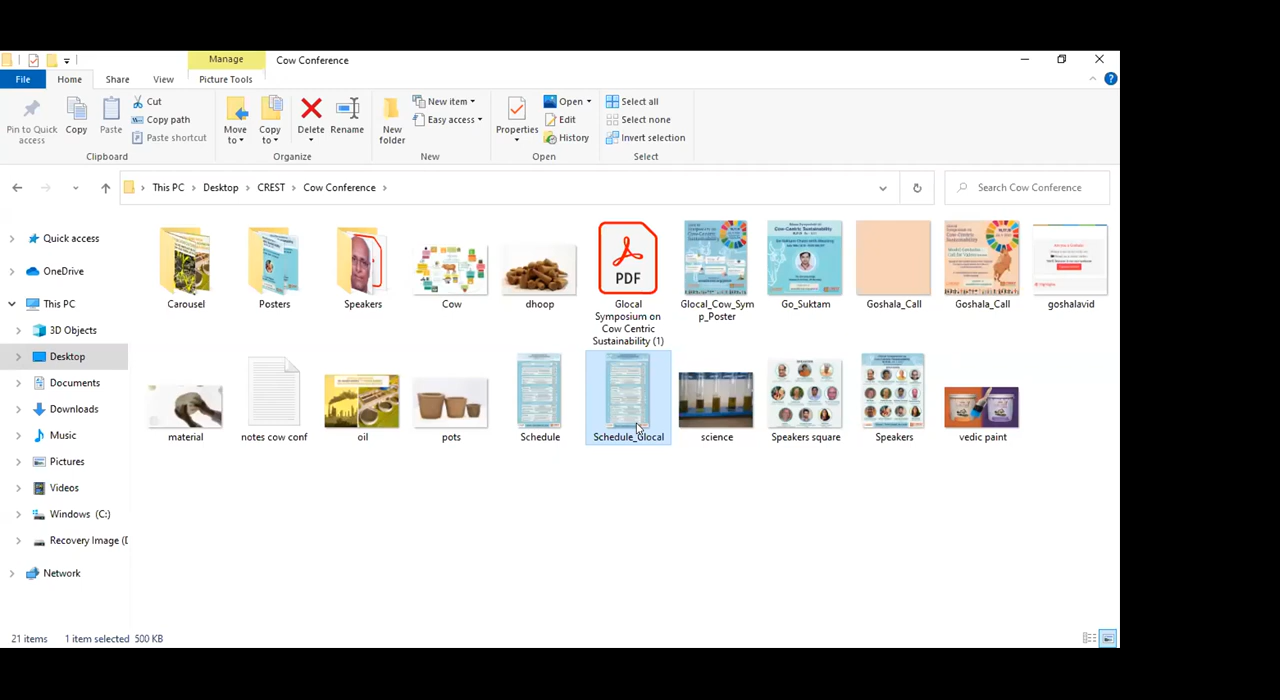 Manage
Cow Conference
File
Home
Share
View
Picture Tools
Pin to Quick
access
Copy
Paste
Cut
Copy path
Paste shortcut
Clipboard
Move
to
Copy
to
Delete
Rename
Organize
New
folder
New item
Easy access
New
Properties
Open
Edit
History
Open
Select all
Select none
Invert selection
Select
This PC
Desktop
CREST
Cow Conference
Search Cow Conference
Quick access
OneDrive
This PC
3D Objects
Desktop
Documents
Downloads
Music
Pictures
Videos
Windows (C:)
Recovery Image (D
Network
Carousel
Posters
Speakers
Cow
dhoop
PDF
Glocal
Symposium on
Cow Centric
Sustainability (1)
Glocal_Cow_Sym
p_Poster
Go_Suktam
Goshala_Call
Goshala_Call
goshalavid
material
notes cow conf
oil
pots
Schedule
Schedule_Glocal
science
Speakers square
Speakers
vedic paint
21 items
1 item selected
500 KB